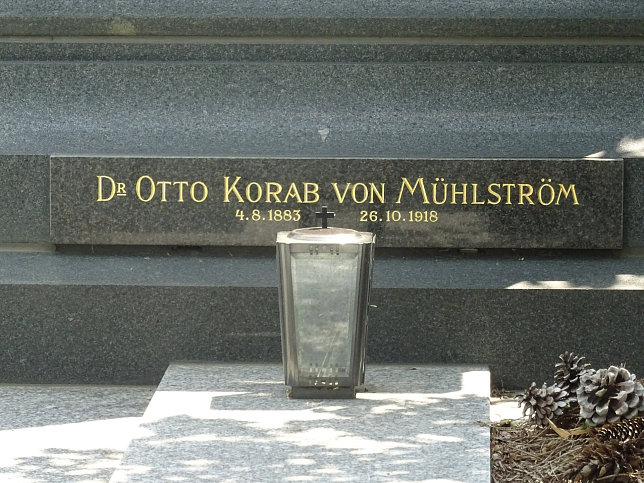 DR OTTO KORAB VON MÜHLSTRÖM
4.8.1883 26.10.1918